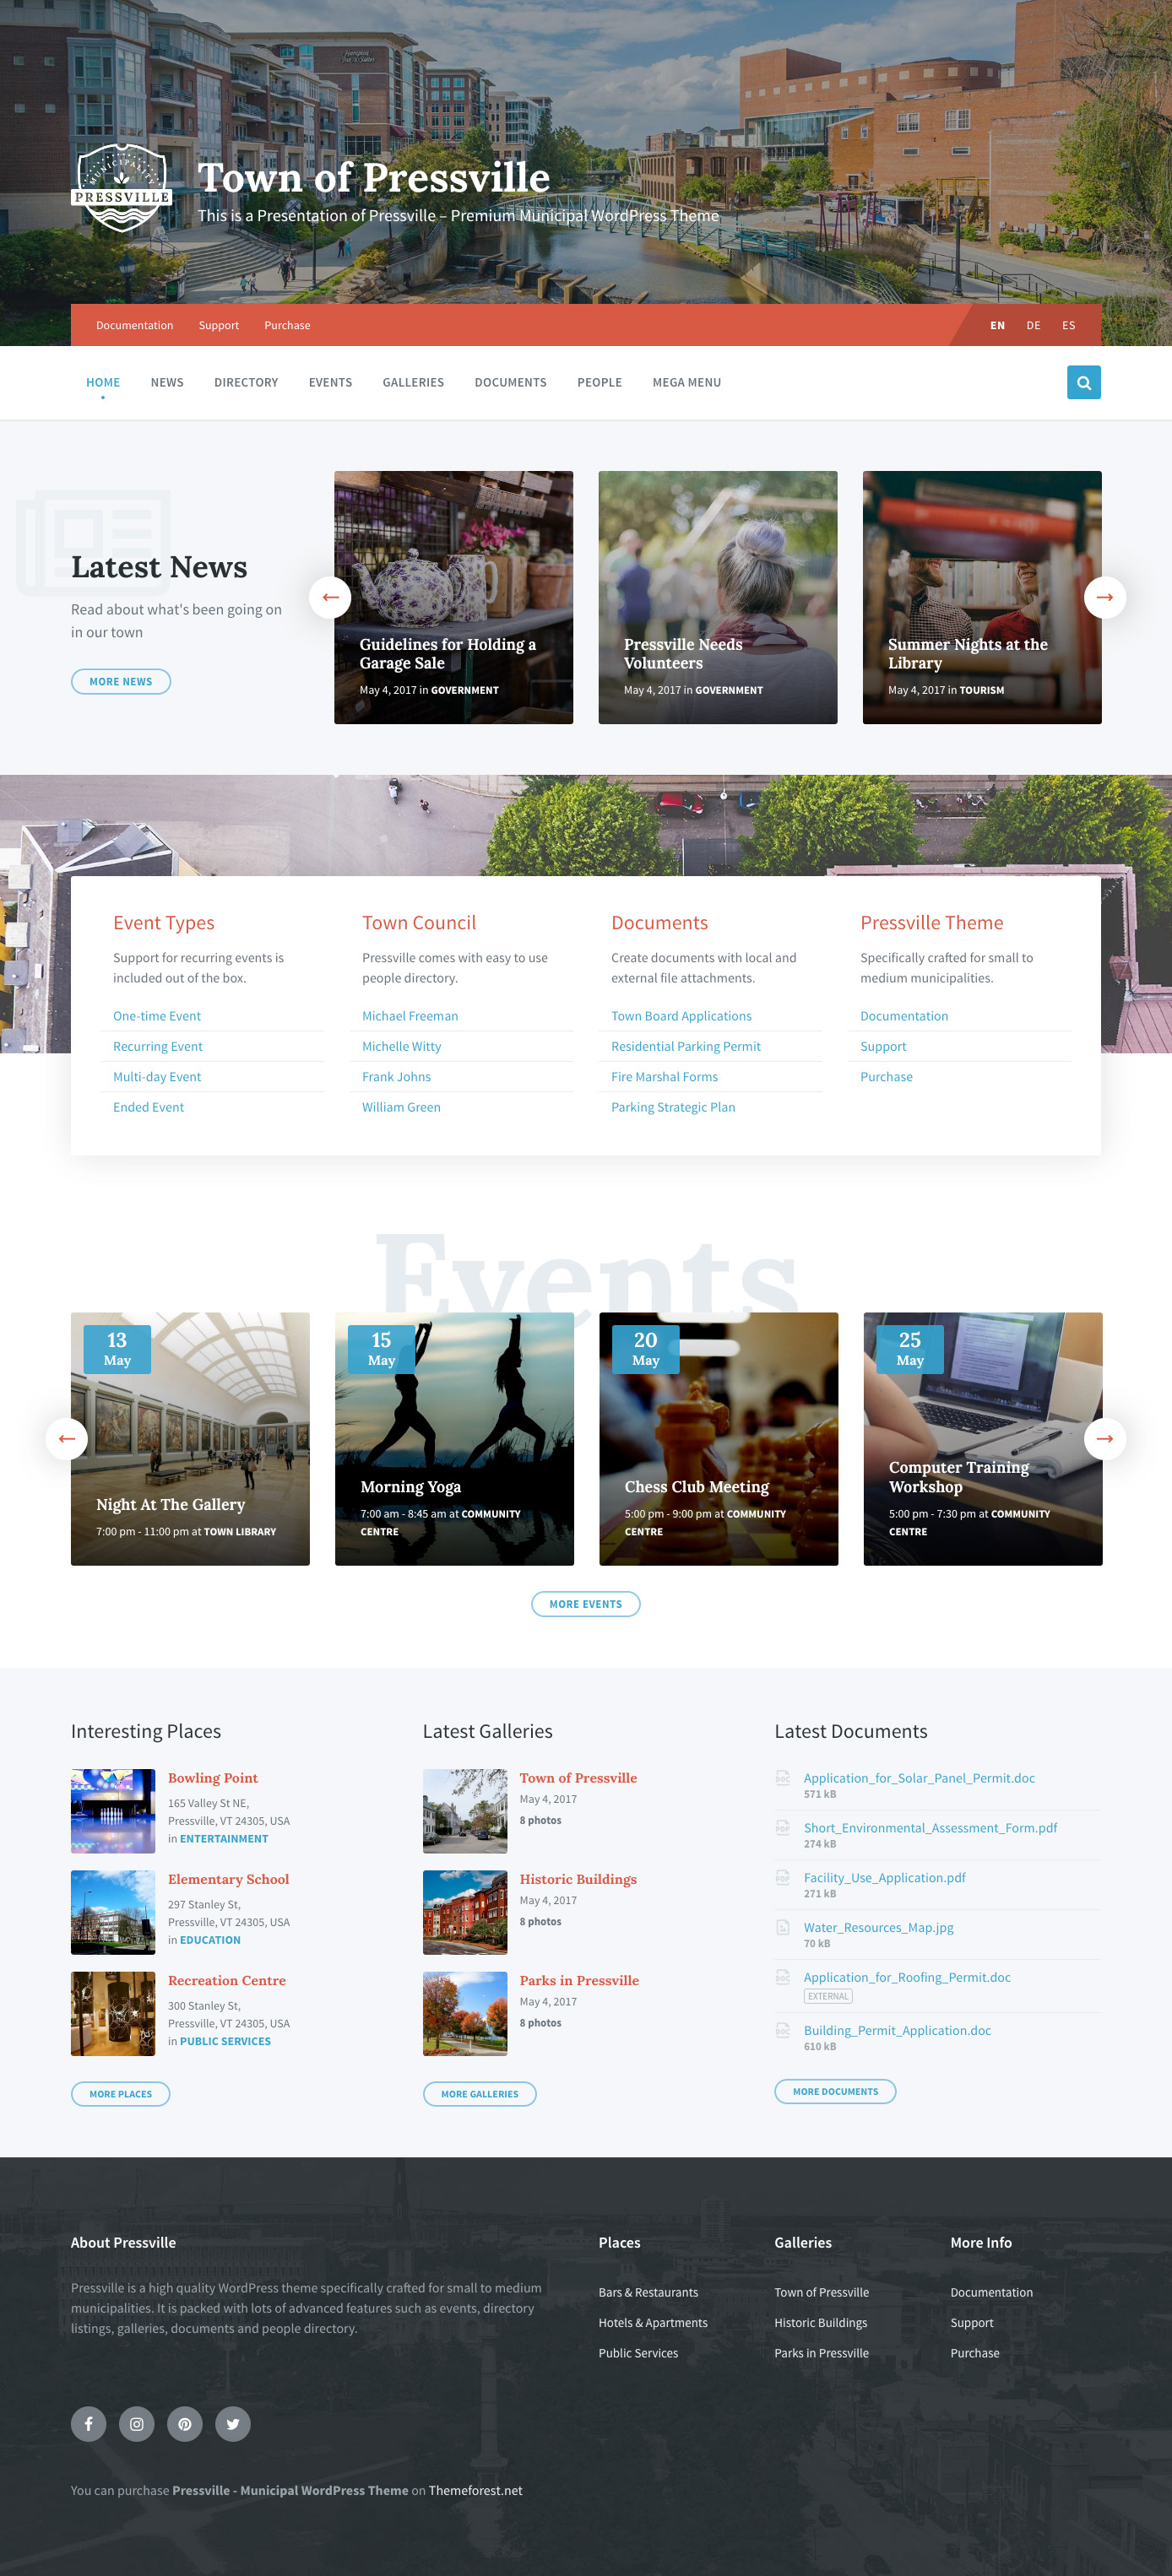 MUNICIPALITY
PRESSVILLE
Town of Pressville
This is a Presentation of Pressville – Premium Municipal WordPress Theme
Documentation Support Purchase EN DE ES
HOME NEWS DIRECTORY EVENTS GALLERIES DOCUMENTS PEOPLE MEGA MENU
Latest News
Read about what's been going on
in our town
MORE NEWS
Guidelines for Holding a
Garage Sale
May 4, 2017 in GOVERNMENT
Pressville Needs
Volunteers
May 4, 2017 in GOVERNMENT
Summer Nights at the
Library
May 4, 2017 in TOURISM
Event Types
Support for recurring events is
included out of the box.
One-time Event
Recurring Event
Multi-day Event
Ended Event
Town Council
Pressville comes with easy to use
people directory.
Michael Freeman
Michelle Witty
Frank Johns
William Green
Documents
Create documents with local and
external file attachments.
Town Board Applications
Residential Parking Permit
Fire Marshal Forms
Parking Strategic Plan
Pressville Theme
Specifically crafted for small to
medium municipalities.
Documentation
Support
Purchase
Events
13
May
Night At The Gallery
7:00 pm - 11:00 pm at TOWN LIBRARY
15
May
Morning Yoga
7:00 am - 8:45 am at COMMUNITY
CENTRE
20
May
Chess Club Meeting
5:00 pm - 9:00 pm at COMMUNITY
CENTRE
25
May
Computer Training
Workshop
5:00 pm - 7:30 pm at COMMUNITY
CENTRE
MORE EVENTS
Interesting Places
Bowling Point
165 Valley St NE,
Pressville, VT 24305, USA
in ENTERTAINMENT
Elementary School
297 Stanley St,
Pressville, VT 24305, USA
in EDUCATION
Recreation Centre
300 Stanley St,
Pressville, VT 24305, USA
in PUBLIC SERVICES
MORE PLACES
Latest Galleries
Town of Pressville
May 4, 2017
8 photos
Historic Buildings
May 4, 2017
8 photos
Parks in Pressville
May 4, 2017
8 photos
MORE GALLERIES
Latest Documents
DOC Application_for_Solar_Panel_Permit.doc
571 kB
PDF Short_Environmental_Assessment_Form.pdf
274 kB
PDF Facility_Use_Application.pdf
271 kB
Water_Resources_Map.jpg
70 kB
DOC Application_for_Roofing_Permit.doc
EXTERNAL
DOC Building_Permit_Application.doc
610 kB
MORE DOCUMENTS
About Pressville
Pressville is a high quality WordPress theme specifically crafted for small to medium
municipalities. It is packed with lots of advanced features such as events, directory
listings, galleries, documents and people directory.
Places
Bars & Restaurants
Hotels & Apartments
Public Services
Galleries
Town of Pressville
Historic Buildings
Parks in Pressville
More Info
Documentation
Support
Purchase
You can purchase Pressville - Municipal WordPress Theme on Themeforest.net